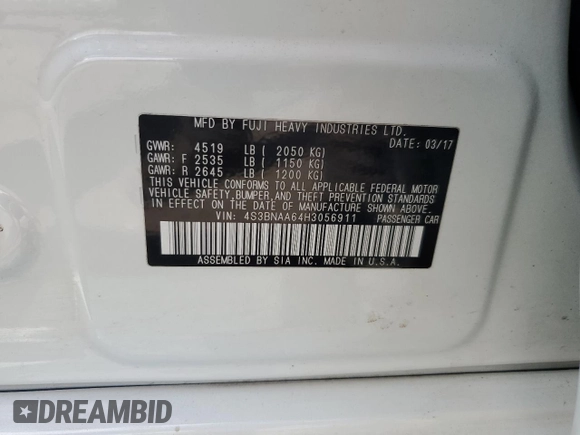 MFD BY FUJI HEAVY INDUSTRIES LTD.
GVWR: 4519 LB ( 2050 KG) DATE: 03/17
GAWR: F 2535 LB ( 1150 KG)
GAWR: R 2645 LB ( 1200 KG)
THIS VEHICLE CONFORMS TO ALL APPLICABLE FEDERAL MOTOR
VEHICLE SAFETY, BUMPER, AND THEFT PREVENTION STANDARDS
IN EFFECT ON THE DATE OF MANUFACTURE SHOWN ABOVE.
VIN: 4S3BNAA64H3056911 PASSENGER CAR
ASSEMBLED BY SIA INC. MADE IN U.S.A.
DREAMBID